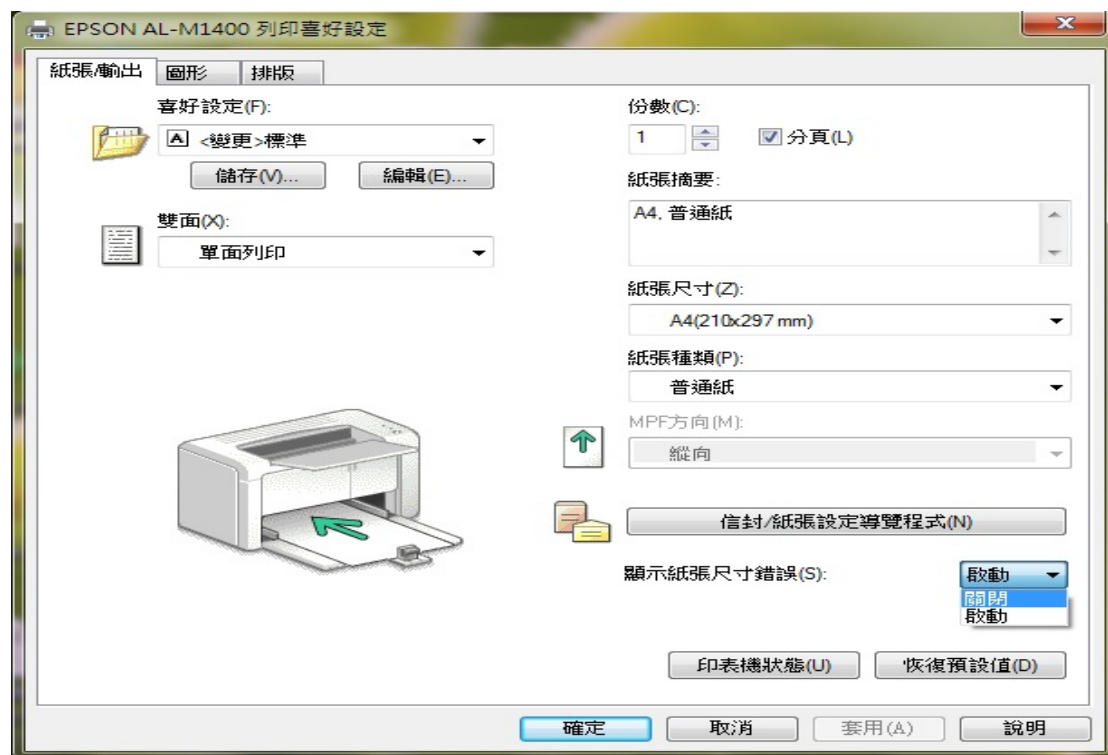 EPSON AL-M1400 列印喜好設定
紙張/輸出 圖形 排版
喜好設定(F):
A <變更>標準
儲存(V)... 編輯(E)...
雙面(X):
單面列印
份數(C):
1 分頁(L)
紙張摘要:
A4, 普通紙
紙張尺寸(Z):
A4(210x297 mm)
紙張種類(P):
普通紙
MPF方向(M):
縱向
信封/紙張設定導覽程式(N)
顯示紙張尺寸錯誤(S): 啟動
關閉
啟動
印表機狀態(U) 恢復預設值(D)
確定 取消 套用(A) 說明